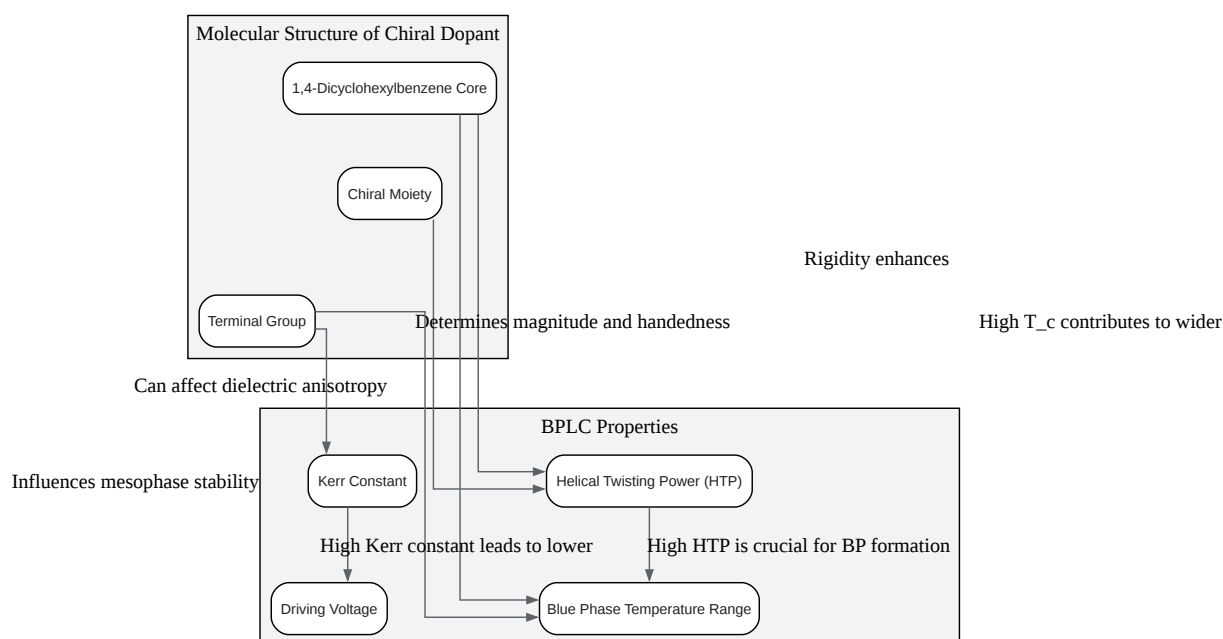 Molecular Structure of Chiral Dopant
1,4-Dicyclohexylbenzene Core
Chiral Moiety
Rigidity enhances
Terminal Group
Determines magnitude and handedness
High T_c contributes to wider
Can affect dielectric anisotropy
BPLC Properties
Influences mesophase stability
Kerr Constant
Helical Twisting Power (HTP)
High Kerr constant leads to lower
High HTP is crucial for BP formation
Driving Voltage
Blue Phase Temperature Range